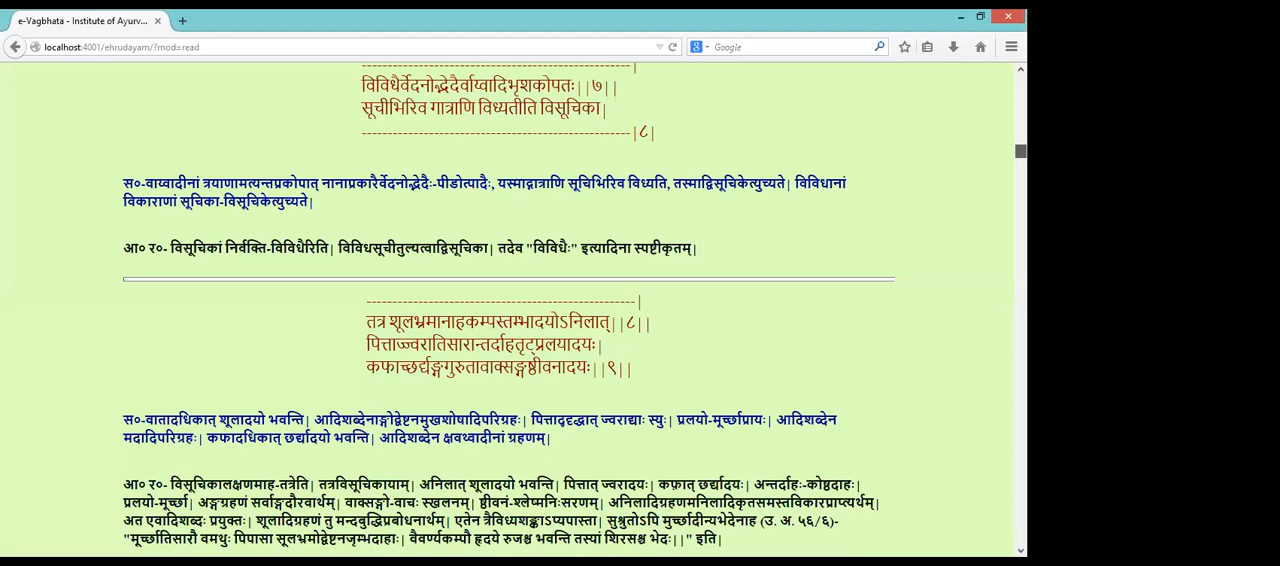 e-Vagbhata - Institute of Ayurv...
localhost:4001/ehrudayam/?mod=read
Google
-----------------------------------------------------|
विविधैर्वेदनोद्भेदैर्वाय्वादिभृशकोपतः||७||
सूचीभिरिव गात्राणि विध्यतीति विसूचिका|
-----------------------------------------------------|८|
स०-वाय्वादीनां त्रयाणामत्यन्तप्रकोपात् नानाप्रकारैर्वेदनोद्भेदैः-पीडोत्पादैः, यस्माद्गात्राणि सूचिभिरिव विध्यति, तस्माद्विसूचिकेत्युच्यते| विविधानां
विकाराणां सूचिका-विसूचिकेत्युच्यते|
आ० र०- विसूचिकां निर्वक्ति-विविधैरिति| विविधसूचीतुल्यत्वाद्विसूचिका| तदेव "विविधैः" इत्यादिना स्पष्टीकृतम्|
-----------------------------------------------------|
तत्र शूलभ्रमानाहकम्पस्तम्भादयोऽनिलात्||८||
पित्ताज्ज्वरातिसारान्तर्दाहतृट्प्रलयादयः|
कफाच्छर्द्यङ्गगुरुतावाक्सङ्गष्ठीवनादयः||९||
स०-वातादधिकात् शूलादयो भवन्ति| आदिशब्देनाङ्गोद्वेष्टनमुखशोषादिपरिग्रहः| पित्ताद्वृद्धात् ज्वराद्याः स्युः| प्रलयो-मूर्च्छाप्रायः| आदिशब्देन
मदादिपरिग्रहः| कफादधिकात् छर्द्यादयो भवन्ति| आदिशब्देन क्षवथ्वादीनां ग्रहणम्|
आ० र०- विसूचिकालक्षणमाह-तत्रेति| तत्रविसूचिकायाम्| अनिलात् शूलादयो भवन्ति| पित्तात् ज्वरादयः| कफ़ात् छर्द्यादयः| अन्तर्दाहः-कोष्ठदाहः|
प्रलयो-मूर्च्छा| अङ्गग्रहणं सर्वाङ्गदौरवार्थम्| वाक्सङ्गो-वाचः स्खलनम्| ष्ठीवनं-श्लेष्मनिःसरणम्| अनिलादिग्रहणमनिलादिकृतसमस्तविकारप्राप्त्यर्थम्|
अत एवादिशब्दः प्रयुक्तः| शूलादिग्रहणं तु मन्दबुद्धिप्रबोधनार्थम्| एतेन त्रैविध्यशङ्काऽप्यपास्ता| सुश्रुतोऽपि मुर्च्छादीन्यभेदेनाह (उ. अ. ५६/६)-
"मूर्च्छातिसारौ वमथुः पिपासा सूलभ्रमोद्वेष्टनजृम्भदाहाः| वैवर्ण्यकम्पौ हृदये रुजश्च भवन्ति तस्यां शिरसश्च भेदः||" इति|